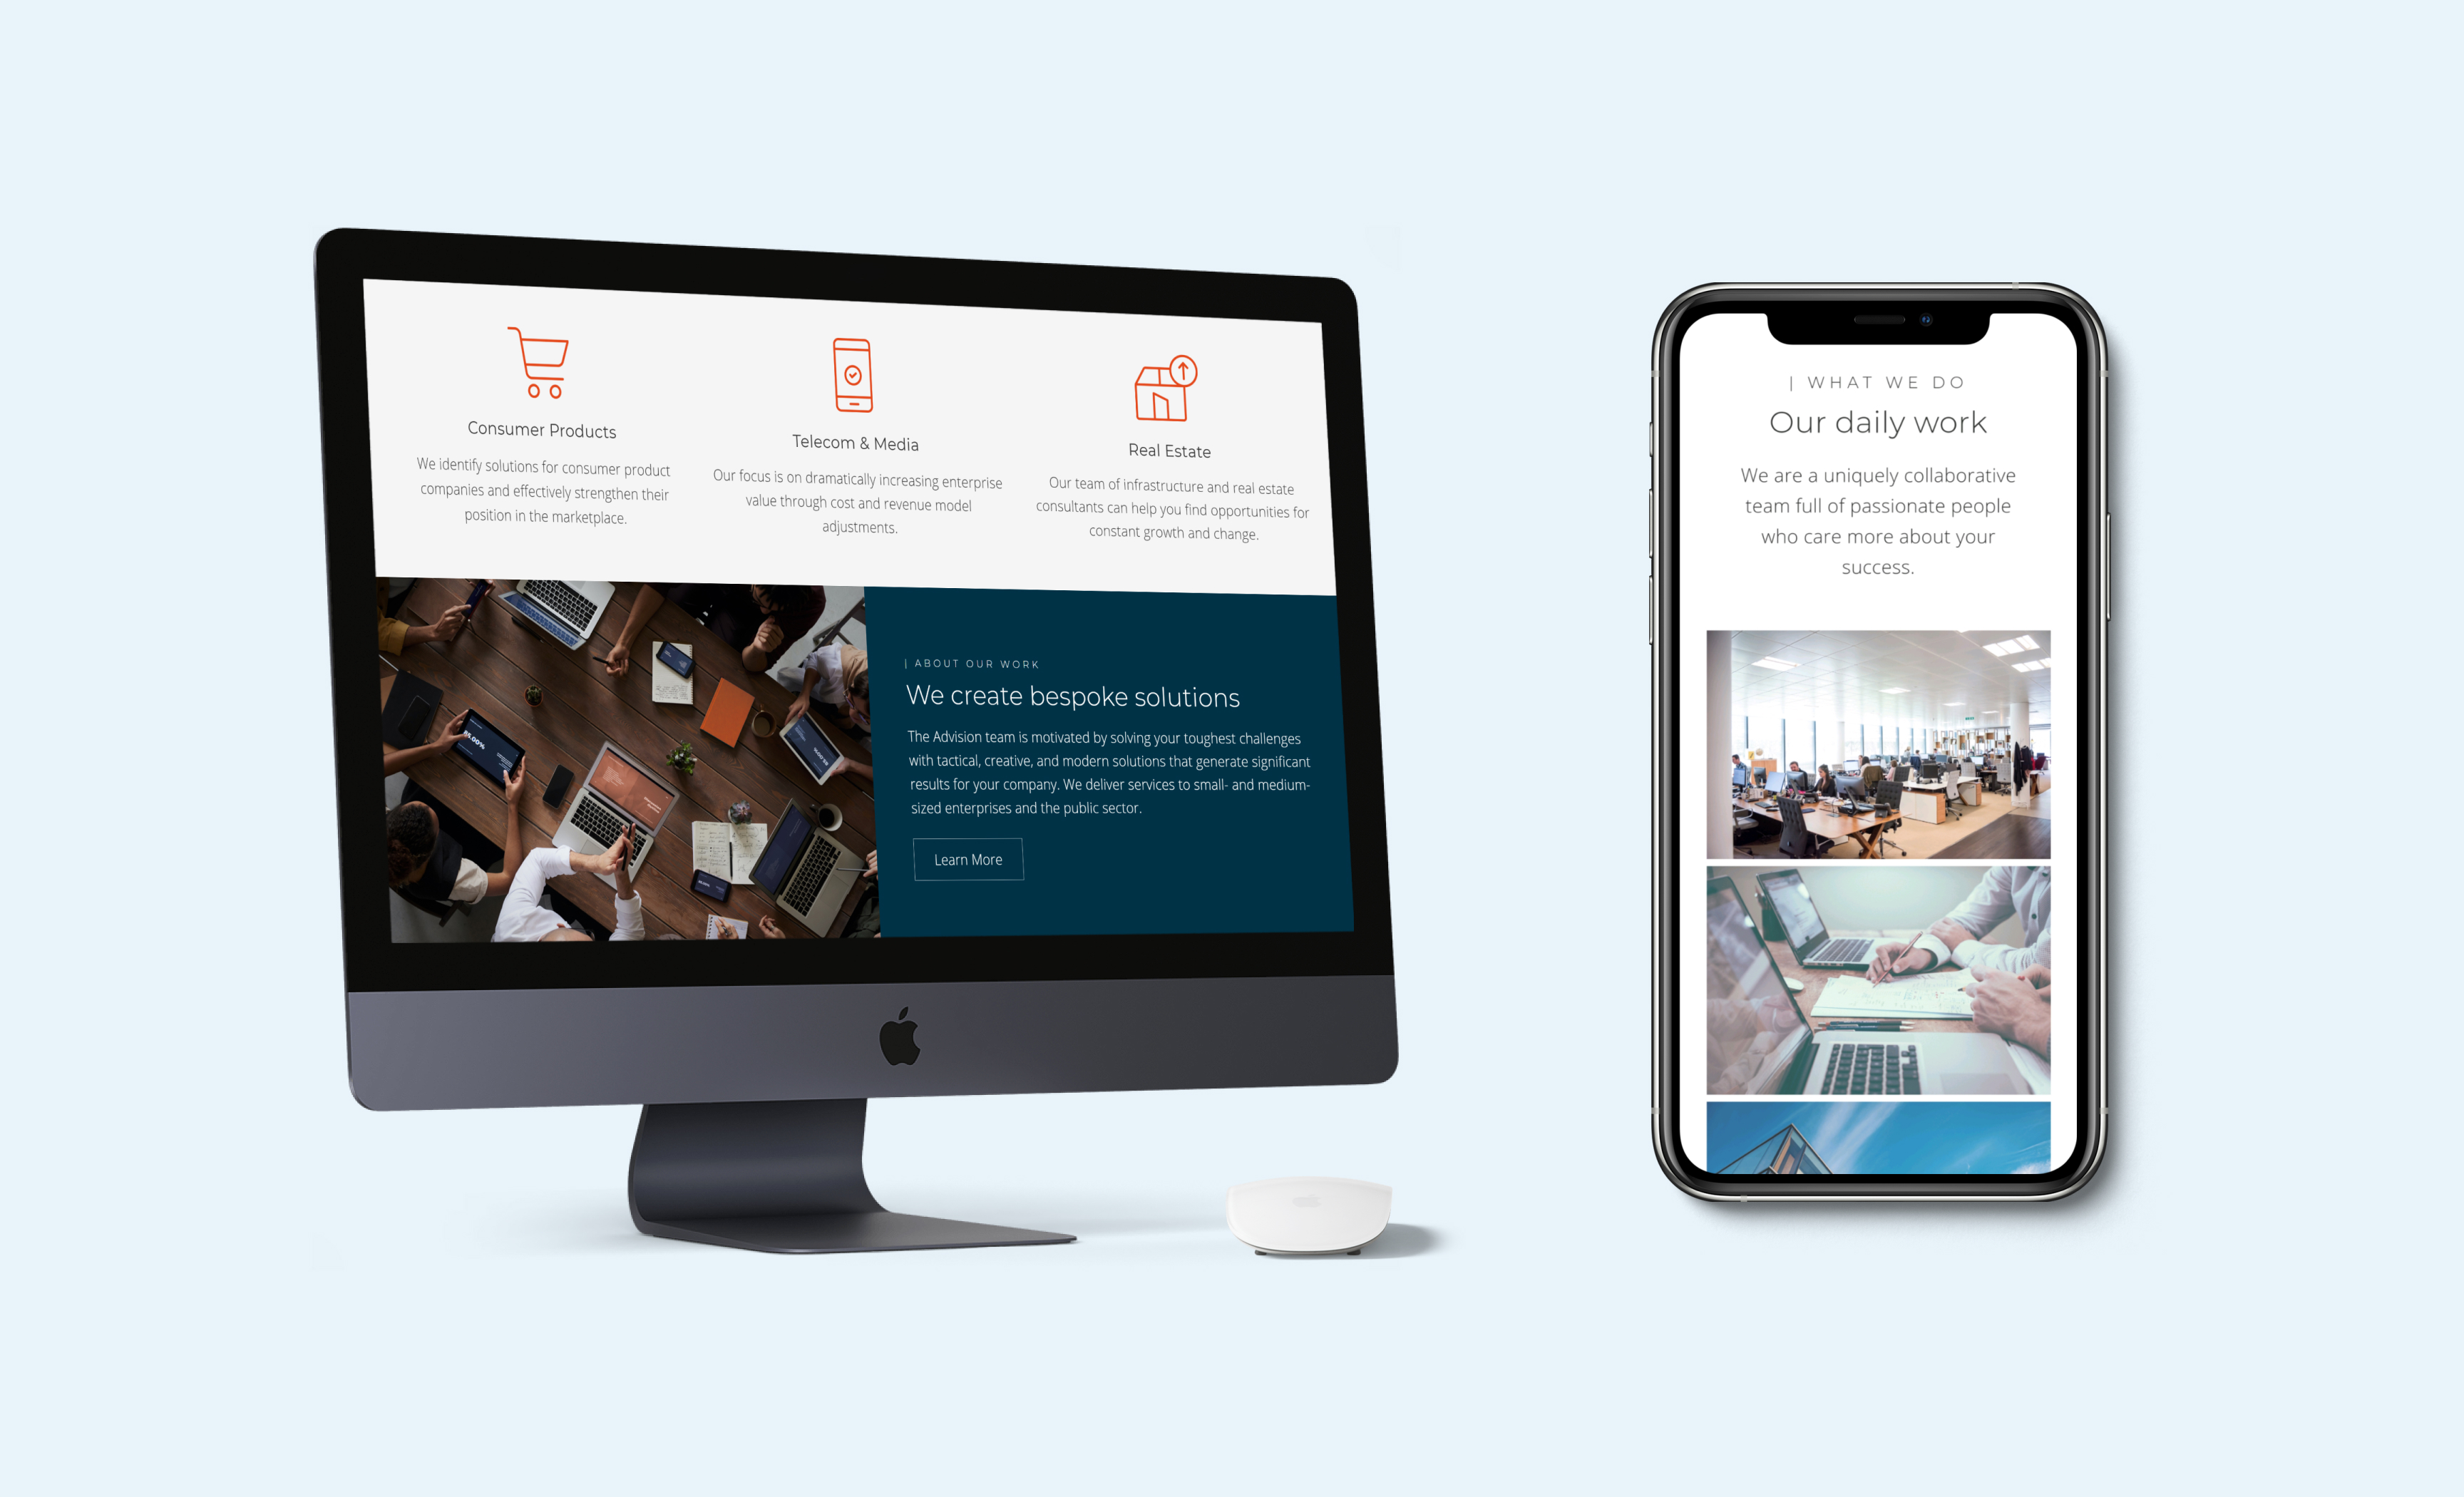 Consumer Products
We identify solutions for consumer product
companies and effectively strengthen their
position in the marketplace.
Telecom & Media
Our focus is on dramatically increasing enterprise
value through cost and revenue model
adjustments.
Real Estate
Our team of infrastructure and real estate
consultants can help you find opportunities for
constant growth and change.
85.00%
| ABOUT OUR WORK
We create bespoke solutions
The Advision team is motivated by solving your toughest challenges
with tactical, creative, and modern solutions that generate significant
results for your company. We deliver services to small- and medium-
sized enterprises and the public sector.
Learn More
| WHAT WE DO
Our daily work
We are a uniquely collaborative
team full of passionate people
who care more about your
success.